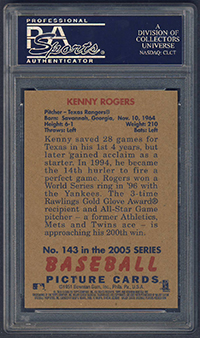 PROFESSIONAL
PSA
Sports
AUTHENTICATOR
A
DIVISION OF
COLLECTORS
UNIVERSE
NASDAQ: CLCT
KENNY ROGERS
Pitcher - Texas Rangers®
Born: Savannah, Georgia, Nov. 10, 1964
Height: 6-1 Weight: 210
Throws: Left Bats: Left
Kenny saved 28 games for
Texas in his 1st 4 years, but
later gained acclaim as a
starter. In 1994, he became
the 14th hurler to fire a
perfect game. Rogers won a
World Series ring in '96 with
the Yankees. The 3-time
Rawlings Gold Glove Award®
recipient and All-Star Game
pitcher - a former Athletics,
Mets and Twins ace - is
approaching his 200th win.
No. 143 in the 2005 SERIES
BASEBALL
PICTURE CARDS